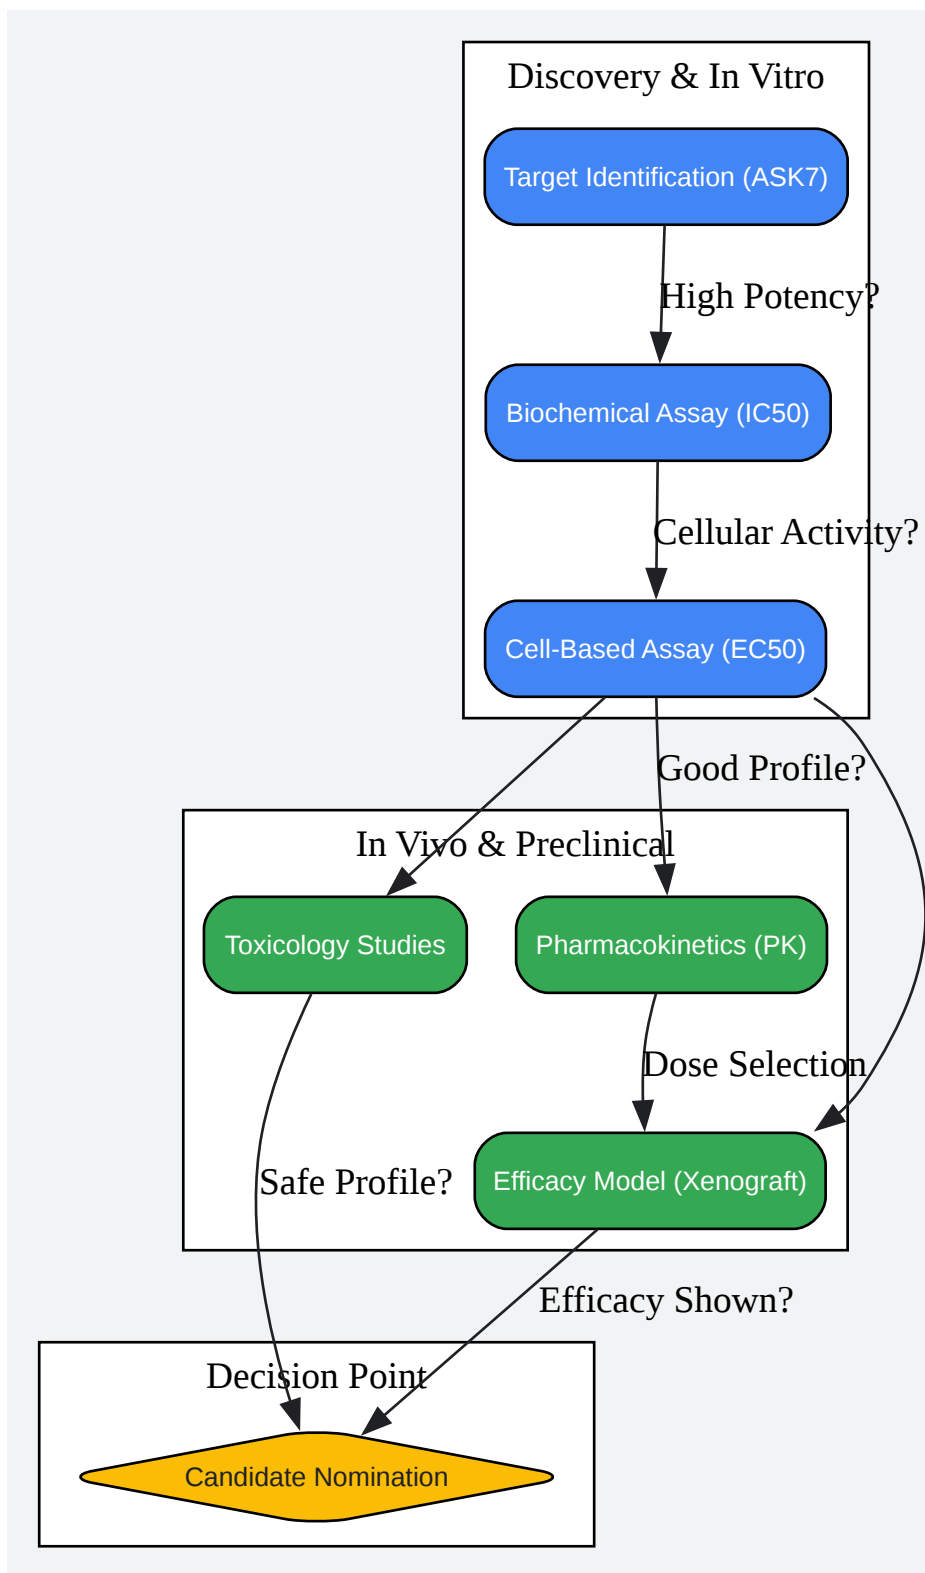 Discovery & In Vitro
Target Identification (ASK7)
High Potency?
Biochemical Assay (IC50)
Cellular Activity?
Cell-Based Assay (EC50)
Good Profile?
In Vivo & Preclinical
Toxicology Studies
Pharmacokinetics (PK)
Dose Selection
Safe Profile?
Efficacy Model (Xenograft)
Efficacy Shown?
Decision Point
Candidate Nomination